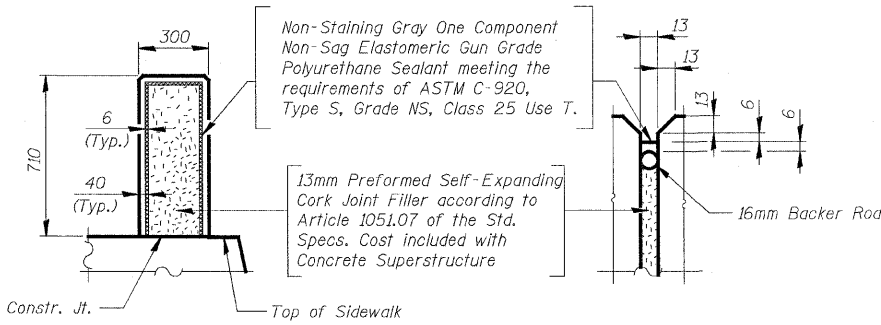 300
710
6
(Typ.)
40
(Typ.)
Non-Staining Gray One Component
Non-Sag Elastomeric Gun Grade
Polyurethane Sealant meeting the
requirements of ASTM C-920,
Type S, Grade NS, Class 25 Use T.
13mm Preformed Self-Expanding
Cork Joint Filler according to
Article 1051.07 of the Std.
Specs. Cost included with
Concrete Superstructure
Constr. Jt.
Top of Sidewalk
13
13
13
6
6
16mm Backer Rod